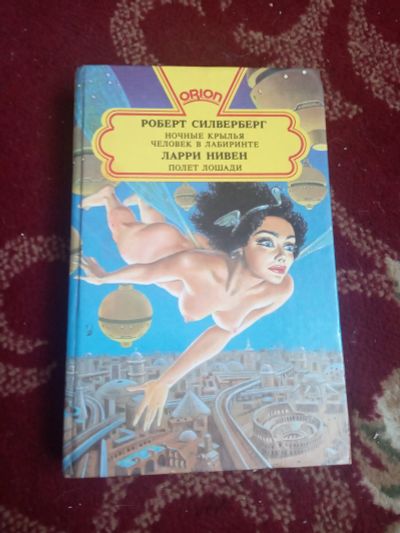 ORION
РОБЕРТ СИЛВЕРБЕРГ
НОЧНЫЕ КРЫЛЬЯ
ЧЕЛОВЕК В ЛАБИРИНТЕ
ЛАРРИ НИВЕН
ПОЛЕТ ЛОШАДИ